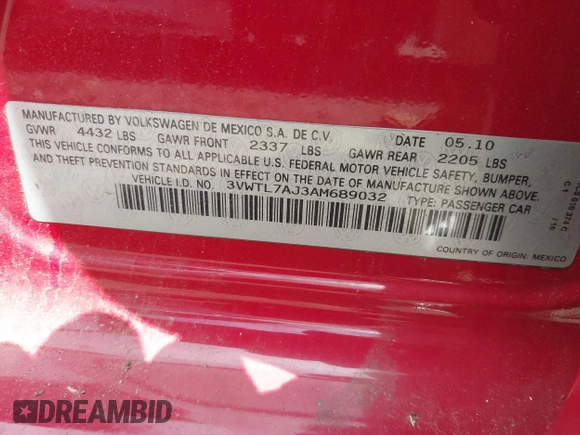 MANUFACTURED BY VOLKSWAGEN DE MEXICO S.A. DE C.V.
GVWR 4432 LBS GAWR FRONT 2337 LBS DATE 05.10
GAWR REAR 2205 LBS
THIS VEHICLE CONFORMS TO ALL APPLICABLE U.S. FEDERAL MOTOR VEHICLE SAFETY, BUMPER,
AND THEFT PREVENTION STANDARDS IN EFFECT ON THE DATE OF MANUFACTURE SHOWN ABOVE.
VEHICLE I.D. NO. 3VWTL7AJ3AM689032 TYPE: PASSENGER CAR
COUNTRY OF ORIGIN: MEXICO
C1
/10
DREAMBID